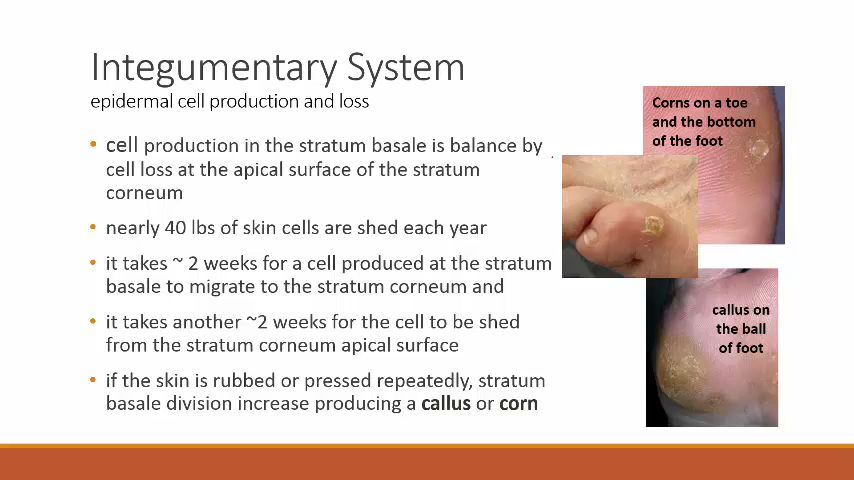 Integumentary System
epidermal cell production and loss
• cell production in the stratum basale is balance by
cell loss at the apical surface of the stratum
corneum
• nearly 40 lbs of skin cells are shed each year
• it takes ~ 2 weeks for a cell produced at the stratum
basale to migrate to the stratum corneum and
• it takes another ~2 weeks for the cell to be shed
from the stratum corneum apical surface
• if the skin is rubbed or pressed repeatedly, stratum
basale division increase producing a callus or corn
Corns on a toe
and the bottom
of the foot
callus on
the ball
of foot